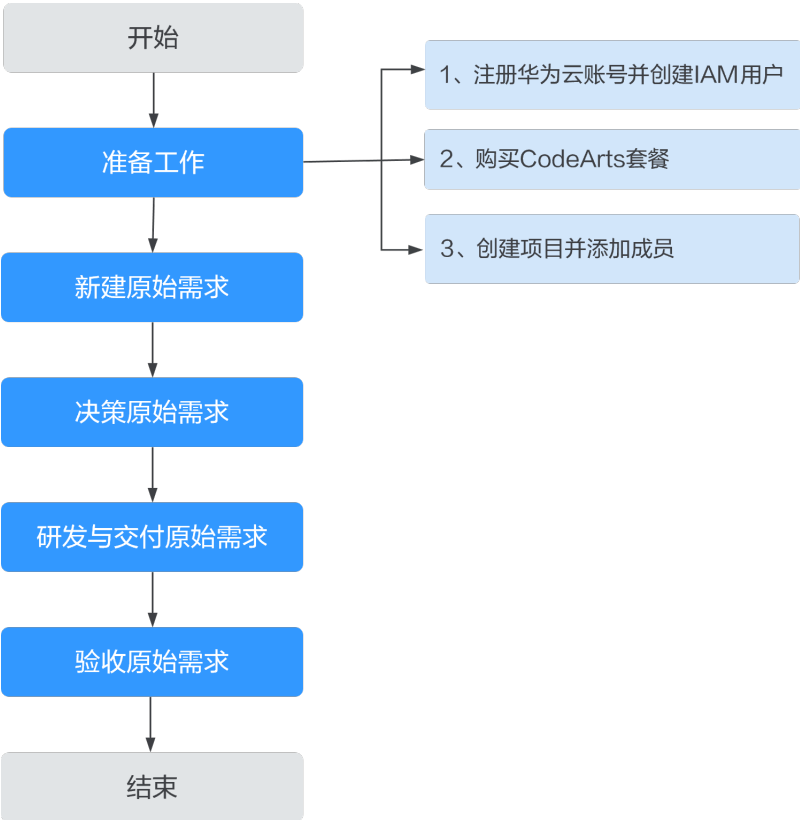 开始
准备工作
1、注册华为云账号并创建IAM用户
2、购买CodeArts套餐
3、创建项目并添加成员
新建原始需求
决策原始需求
研发与交付原始需求
验收原始需求
结束